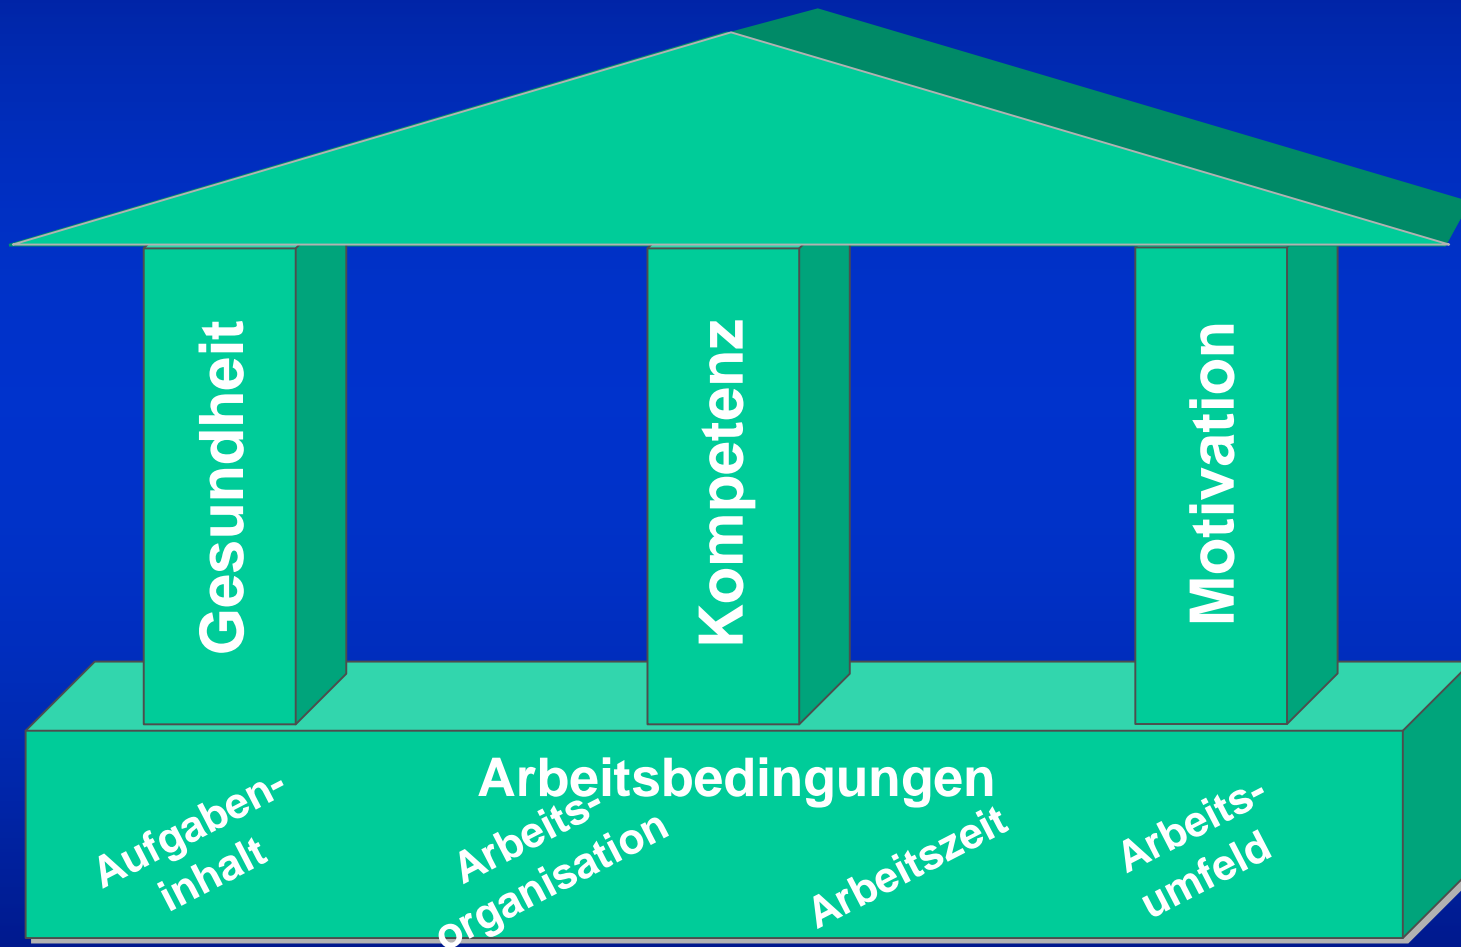 Gesundheit
Kompetenz
Motivation
Arbeitsbedingungen
Aufgaben-
inhalt
Arbeits-
organisation
Arbeitszeit
Arbeits-
umfeld